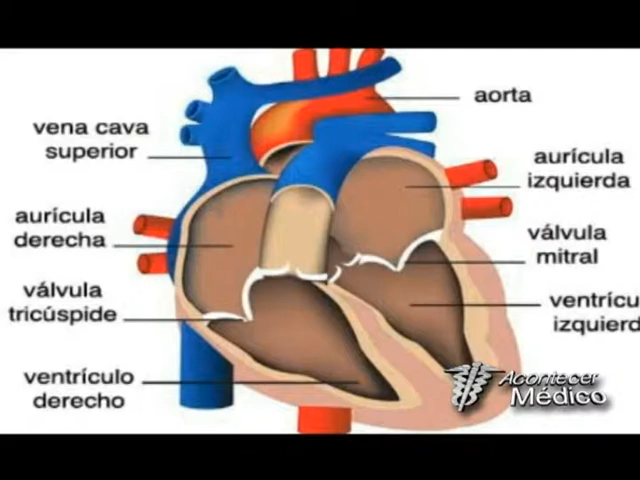 vena cava
superior
aurícula
derecha
válvula
tricúspide
ventrículo
derecho
aorta
aurícula
izquierda
válvula
mitral
ventrícu
izquierd
Acontecer
Médico